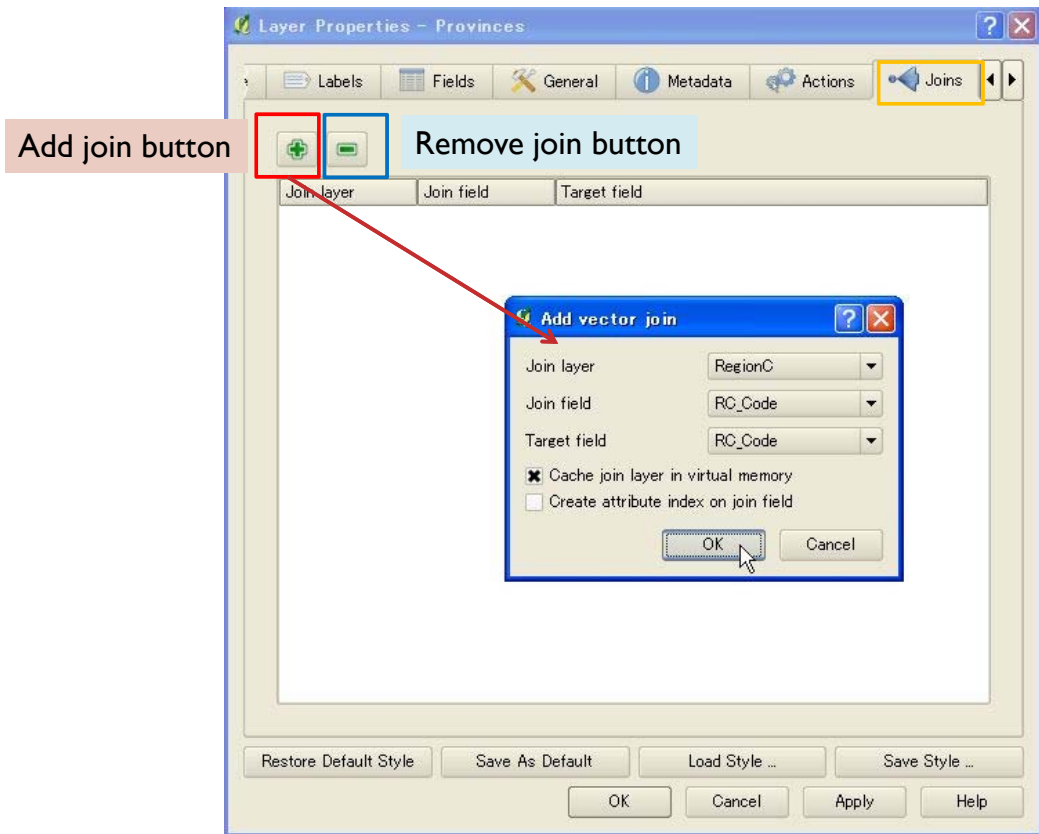 Layer Properties - Provinces
Labels
Fields
General
Metadata
Actions
Joins
Add join button
Remove join button
Join layer
Join field
Target field
Add vector join
Join layer RegionC
Join field RC_Code
Target field RC_Code
Cache join layer in virtual memory
Create attribute index on join field
OK
Cancel
Restore Default Style
Save As Default
Load Style ...
Save Style ...
OK
Cancel
Apply
Help